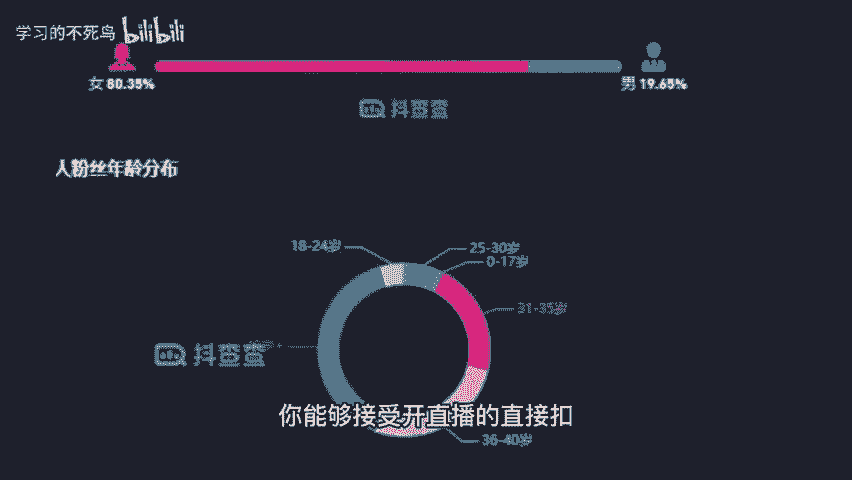 学习的不死鸟 bilibili
女 80.35%
男 19.65%
抖查查
人粉丝年龄分布
18-24岁
25-30岁
0-17岁
31-35岁
抖查查
你能够接受开直播的直接扣
36-40岁